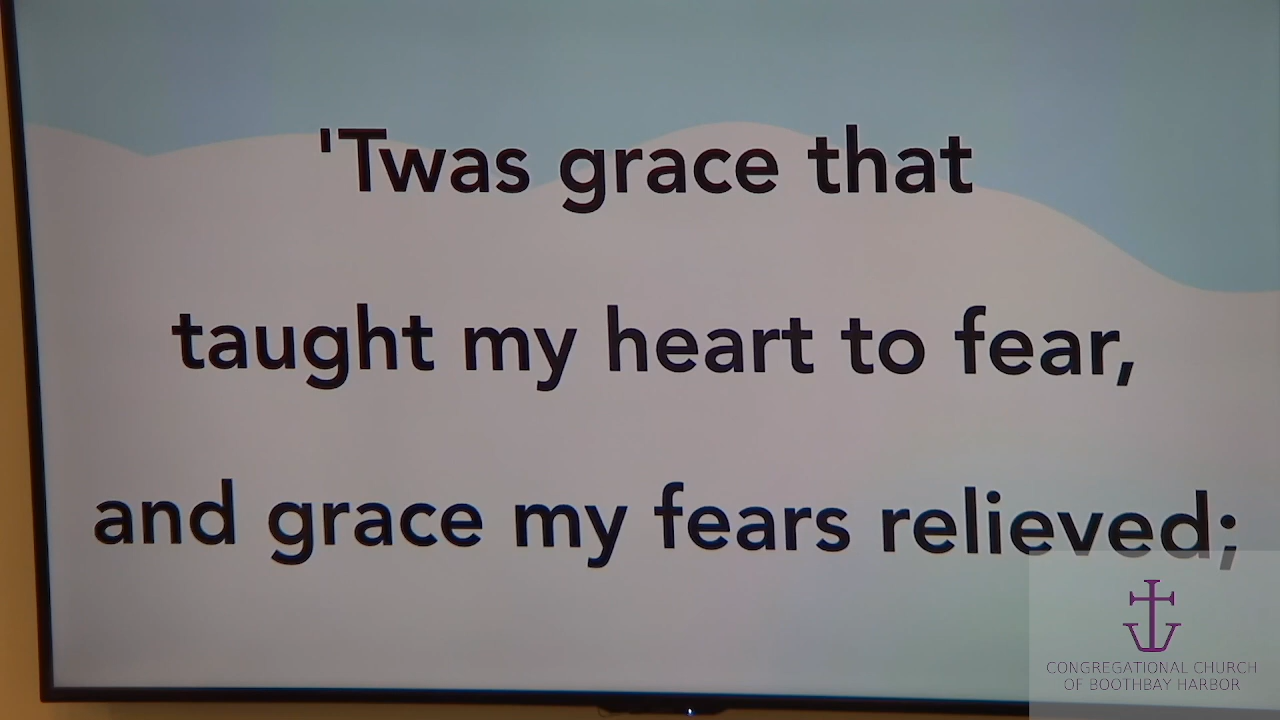 'Twas grace that
taught my heart to fear,
and grace my fears relieved;
CONGREGATIONAL CHURCH
OF BOOTHBAY HARBOR